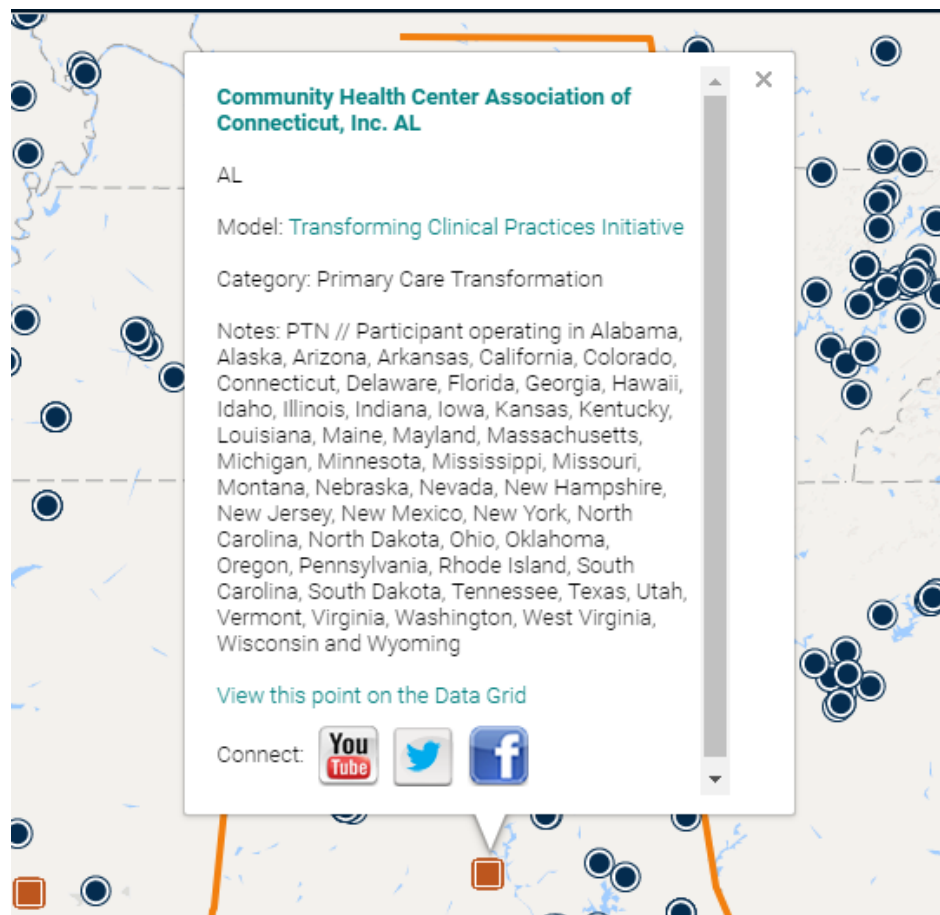 Community Health Center Association of
Connecticut, Inc. AL
AL
Model: Transforming Clinical Practices Initiative
Category: Primary Care Transformation
Notes: PTN // Participant operating in Alabama,
Alaska, Arizona, Arkansas, California, Colorado,
Connecticut, Delaware, Florida, Georgia, Hawaii,
Idaho, Illinois, Indiana, Iowa, Kansas, Kentucky,
Louisiana, Maine, Mayland, Massachusetts,
Michigan, Minnesota, Mississippi, Missouri,
Montana, Nebraska, Nevada, New Hampshire,
New Jersey, New Mexico, New York, North
Carolina, North Dakota, Ohio, Oklahoma,
Oregon, Pennsylvania, Rhode Island, South
Carolina, South Dakota, Tennessee, Texas, Utah,
Vermont, Virginia, Washington, West Virginia,
Wisconsin and Wyoming
View this point on the Data Grid
Connect: You Tube f